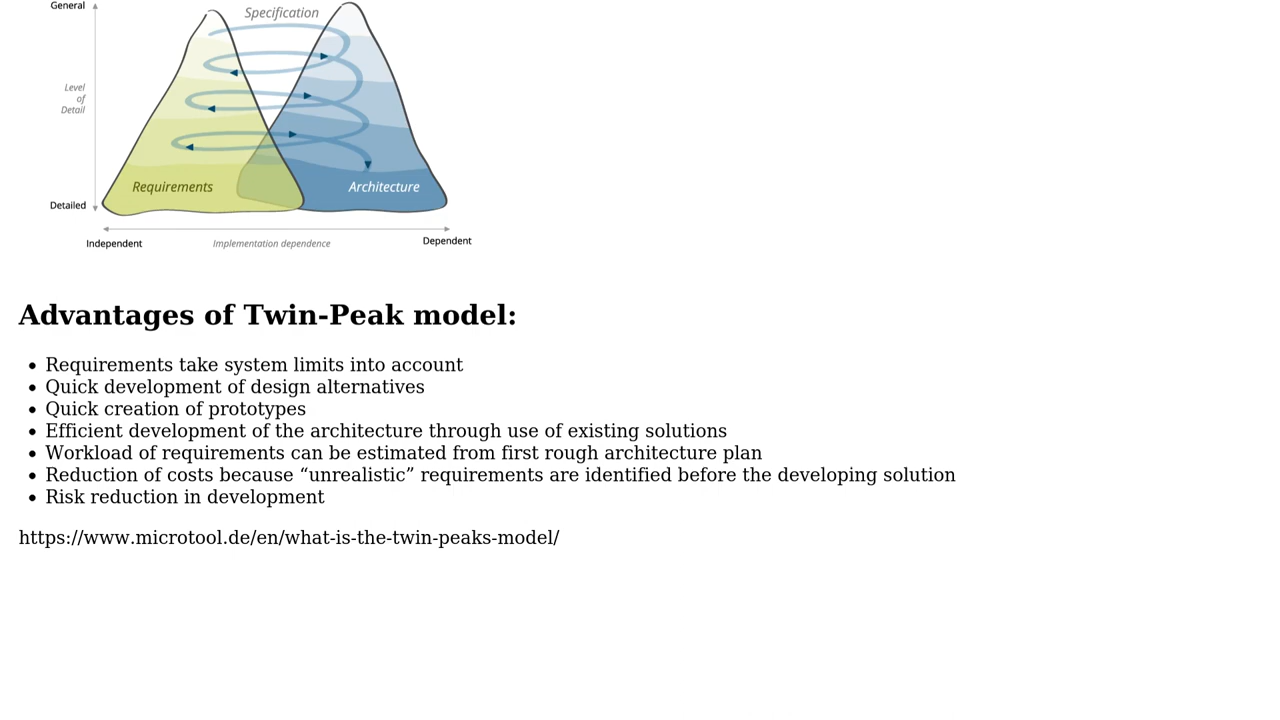 General
Specification
Level
of
Detail
Requirements
Architecture
Detailed
Independent
Implementation dependence
Dependent
Advantages of Twin-Peak model:
• Requirements take system limits into account
• Quick development of design alternatives
• Quick creation of prototypes
• Efficient development of the architecture through use of existing solutions
• Workload of requirements can be estimated from first rough architecture plan
• Reduction of costs because “unrealistic” requirements are identified before the developing solution
• Risk reduction in development
https://www.microtool.de/en/what-is-the-twin-peaks-model/